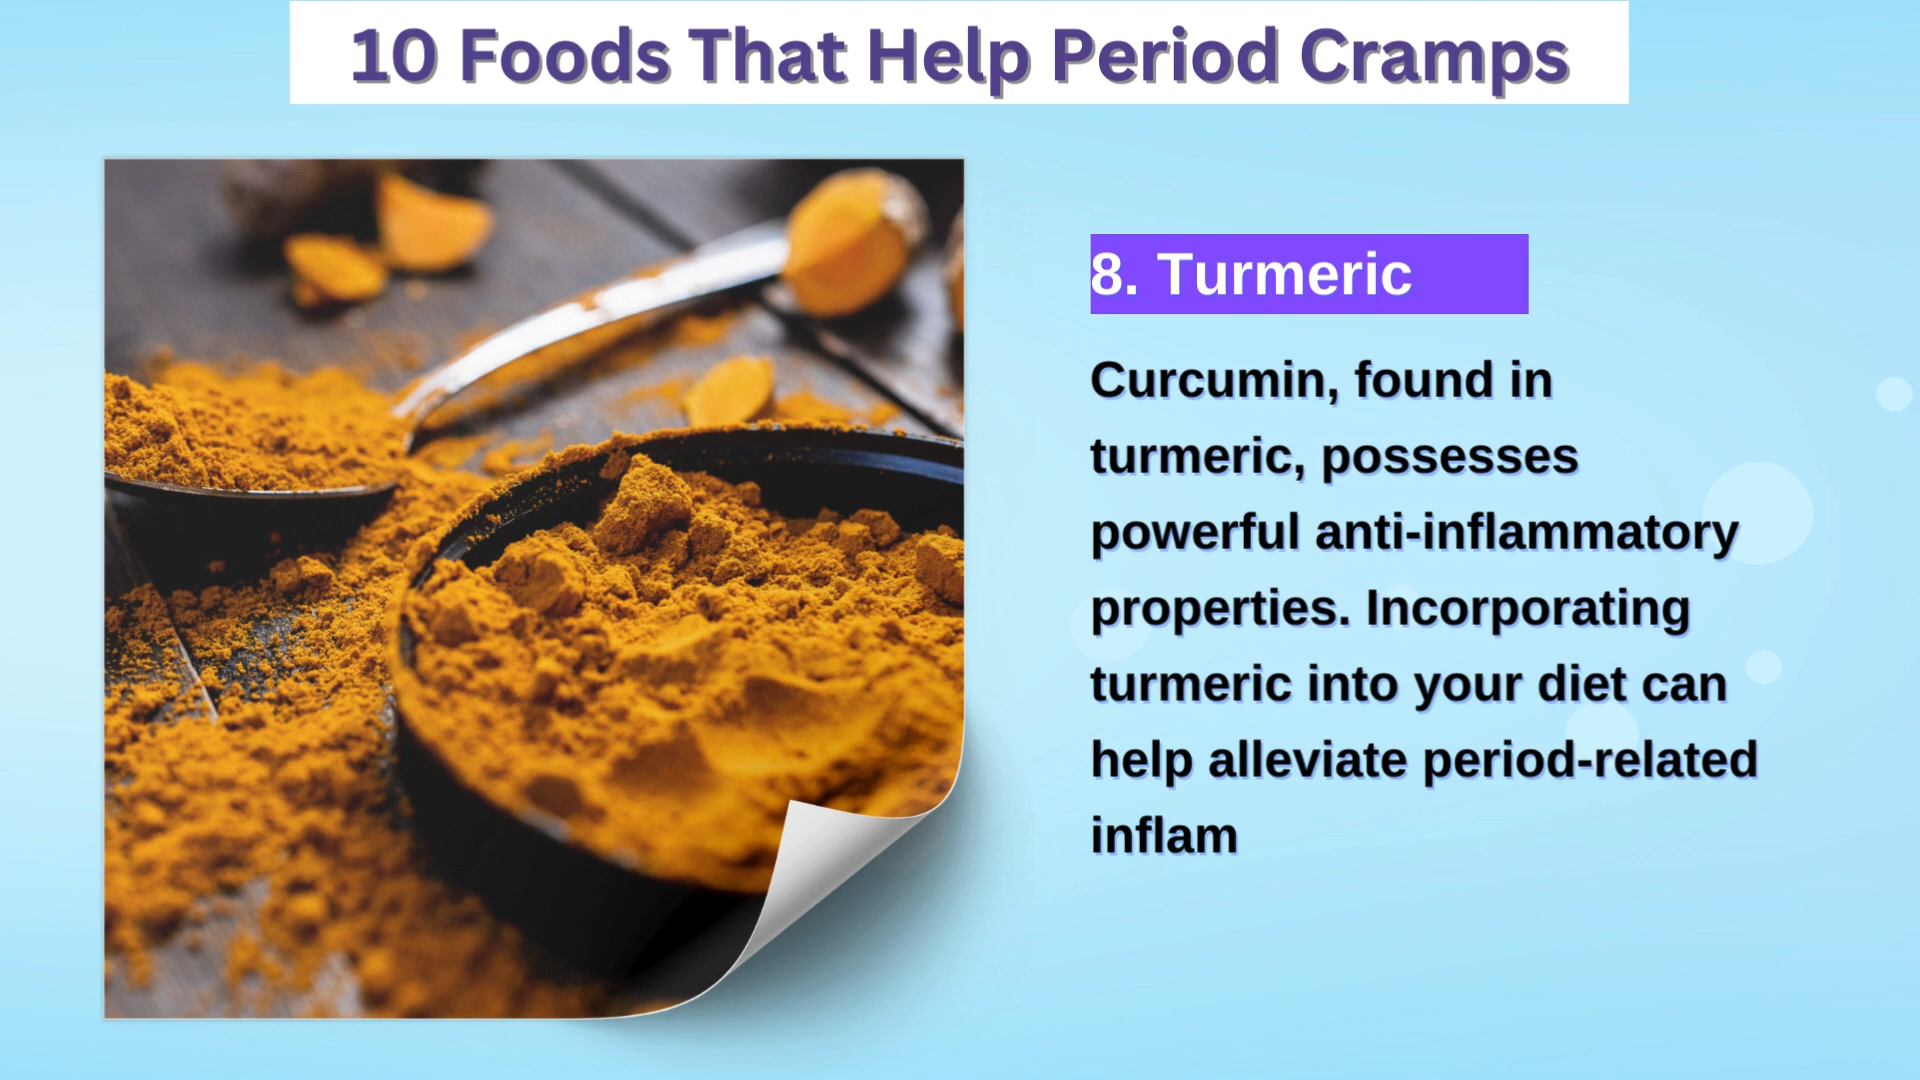 10 Foods That Help Period Cramps
8. Turmeric
Curcumin, found in
turmeric, possesses
powerful anti-inflammatory
properties. Incorporating
turmeric into your diet can
help alleviate period-related
inflam